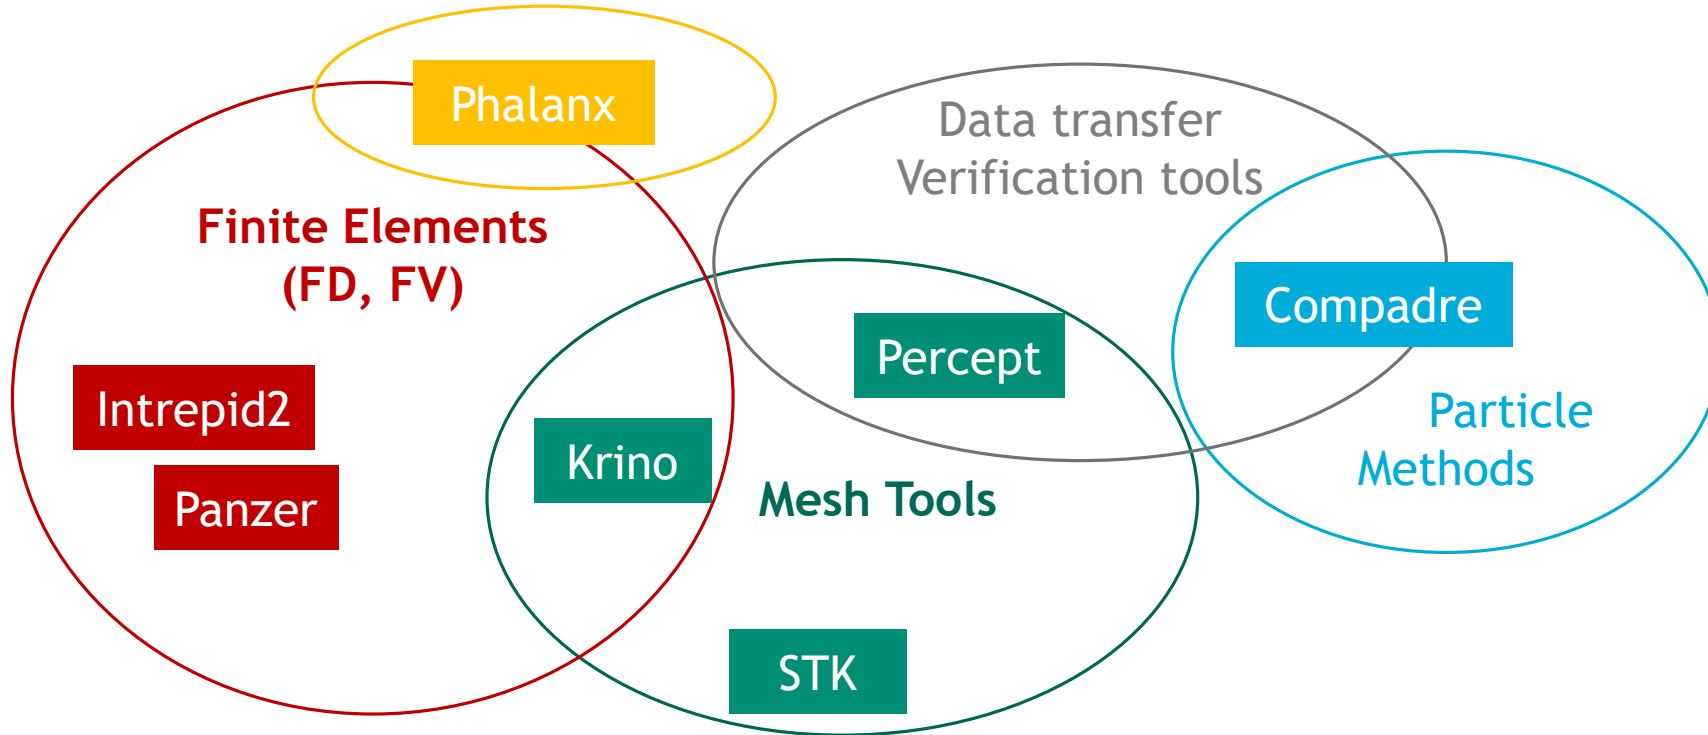 Phalanx
Data transfer
Verification tools
Finite Elements
(FD, FV)
Compadre
Percept
Intrepid2
Particle
Methods
Krino
Mesh Tools
Panzer
STK